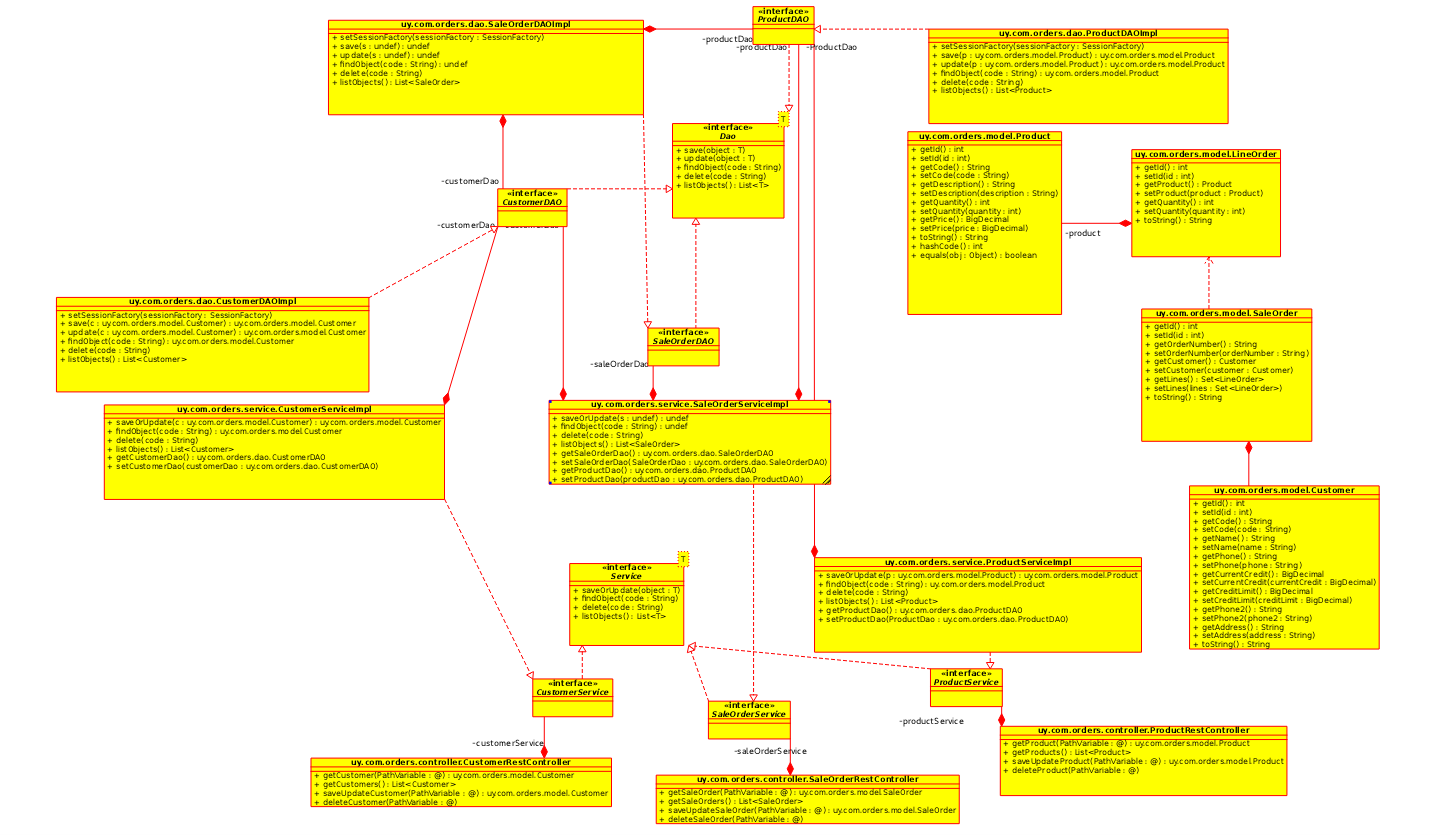 uy.com.orders.dao.SaleOrderDAOImpl
+ setSessionFactory(sessionFactory : SessionFactory)
+ save(s : undef) : undef
+ update(s : undef) : undef
+ findObject(code : String) : undef
+ delete(code : String)
+ listObjects() : List<SaleOrder>
«interface»
ProductDAO
-productDao
-productDao
-ProductDao
uy.com.orders.dao.ProductDAOImpl
+ setSessionFactory(sessionFactory : SessionFactory)
+ save(p : uy.com.orders.model.Product) : uy.com.orders.model.Product
+ update(p : uy.com.orders.model.Product) : uy.com.orders.model.Product
+ findObject(code : String) : uy.com.orders.model.Product
+ delete(code : String)
+ listObjects() : List<Product>
T
«interface»
Dao
+ save(object : T)
+ update(object : T)
+ findObject(code : String)
+ delete(code : String)
+ listObjects() : List<T>
uy.com.orders.model.Product
+ getId() : int
+ setId(id : int)
+ getCode() : String
+ setCode(code : String)
+ getDescription() : String
+ setDescription(description : String)
+ getQuantity() : int
+ setQuantity(quantity : int)
+ getPrice() : BigDecimal
+ setPrice(price : BigDecimal)
+ toString() : String
+ hashCode() : int
+ equals(obj : Object) : boolean
-product
uy.com.orders.model.LineOrder
+ getId() : int
+ setId(id : int)
+ getProduct() : Product
+ setProduct(product : Product)
+ getQuantity() : int
+ setQuantity(quantity : int)
+ toString() : String
-customerDao
«interface»
CustomerDAO
-customerDao
uy.com.orders.dao.CustomerDAOImpl
+ setSessionFactory(sessionFactory : SessionFactory)
+ save(c : uy.com.orders.model.Customer) : uy.com.orders.model.Customer
+ update(c : uy.com.orders.model.Customer) : uy.com.orders.model.Customer
+ findObject(code : String) : uy.com.orders.model.Customer
+ delete(code : String)
+ listObjects() : List<Customer>
«interface»
SaleOrderDAO
-saleOrderDao
uy.com.orders.model.SaleOrder
+ getId() : int
+ setId(id : int)
+ getOrderNumber() : String
+ setOrderNumber(orderNumber : String)
+ getCustomer() : Customer
+ setCustomer(customer : Customer)
+ getLines() : Set<LineOrder>
+ setLines(lines : Set<LineOrder>)
+ toString() : String
uy.com.orders.service.CustomerServiceImpl
+ saveOrUpdate(c : uy.com.orders.model.Customer) : uy.com.orders.model.Customer
+ findObject(code : String) : uy.com.orders.model.Customer
+ delete(code : String)
+ listObjects() : List<Customer>
+ getCustomerDao() : uy.com.orders.dao.CustomerDAO
+ setCustomerDao(customerDao : uy.com.orders.dao.CustomerDAO)
uy.com.orders.service.SaleOrderServiceImpl
+ saveOrUpdate(s : undef) : undef
+ findObject(code : String) : undef
+ delete(code : String)
+ listObjects() : List<SaleOrder>
+ getSaleOrderDao() : uy.com.orders.dao.SaleOrderDAO
+ setSaleOrderDao(SaleOrderDao : uy.com.orders.dao.SaleOrderDAO)
+ getProductDao() : uy.com.orders.dao.ProductDAO
+ setProductDao(productDao : uy.com.orders.dao.ProductDAO)
uy.com.orders.model.Customer
+ getId() : int
+ setId(id : int)
+ getCode() : String
+ setCode(code : String)
+ getName() : String
+ setName(name : String)
+ getPhone() : String
+ setPhone(phone : String)
+ getCurrentCredit() : BigDecimal
+ setCurrentCredit(currentCredit : BigDecimal)
+ getCreditLimit() : BigDecimal
+ setCreditLimit(creditLimit : BigDecimal)
+ getPhone2() : String
+ setPhone2(phone2 : String)
+ getAddress() : String
+ setAddress(address : String)
+ toString() : String
T
«interface»
Service
+ saveOrUpdate(object : T)
+ findObject(code : String)
+ delete(code : String)
+ listObjects() : List<T>
uy.com.orders.service.ProductServiceImpl
+ saveOrUpdate(p : uy.com.orders.model.Product) : uy.com.orders.model.Product
+ findObject(code : String) : uy.com.orders.model.Product
+ delete(code : String)
+ listObjects() : List<Product>
+ getProductDao() : uy.com.orders.dao.ProductDAO
+ setProductDao(ProductDao : uy.com.orders.dao.ProductDAO)
«interface»
CustomerService
-customerService
«interface»
SaleOrderService
-saleOrderService
«interface»
ProductService
-productService
uy.com.orders.controller.CustomerRestController
+ getCustomer(PathVariable : @) : uy.com.orders.model.Customer
+ getCustomers() : List<Customer>
+ saveUpdateCustomer(PathVariable : @) : uy.com.orders.model.Customer
+ deleteCustomer(PathVariable : @)
uy.com.orders.controller.SaleOrderRestController
+ getSaleOrder(PathVariable : @) : uy.com.orders.model.SaleOrder
+ getSaleOrders() : List<SaleOrder>
+ saveUpdateSaleOrder(PathVariable : @) : uy.com.orders.model.SaleOrder
+ deleteSaleOrder(PathVariable : @)
uy.com.orders.controller.ProductRestController
+ getProduct(PathVariable : @) : uy.com.orders.model.Product
+ getProducts() : List<Product>
+ saveUpdateProduct(PathVariable : @) : uy.com.orders.model.Product
+ deleteProduct(PathVariable : @)